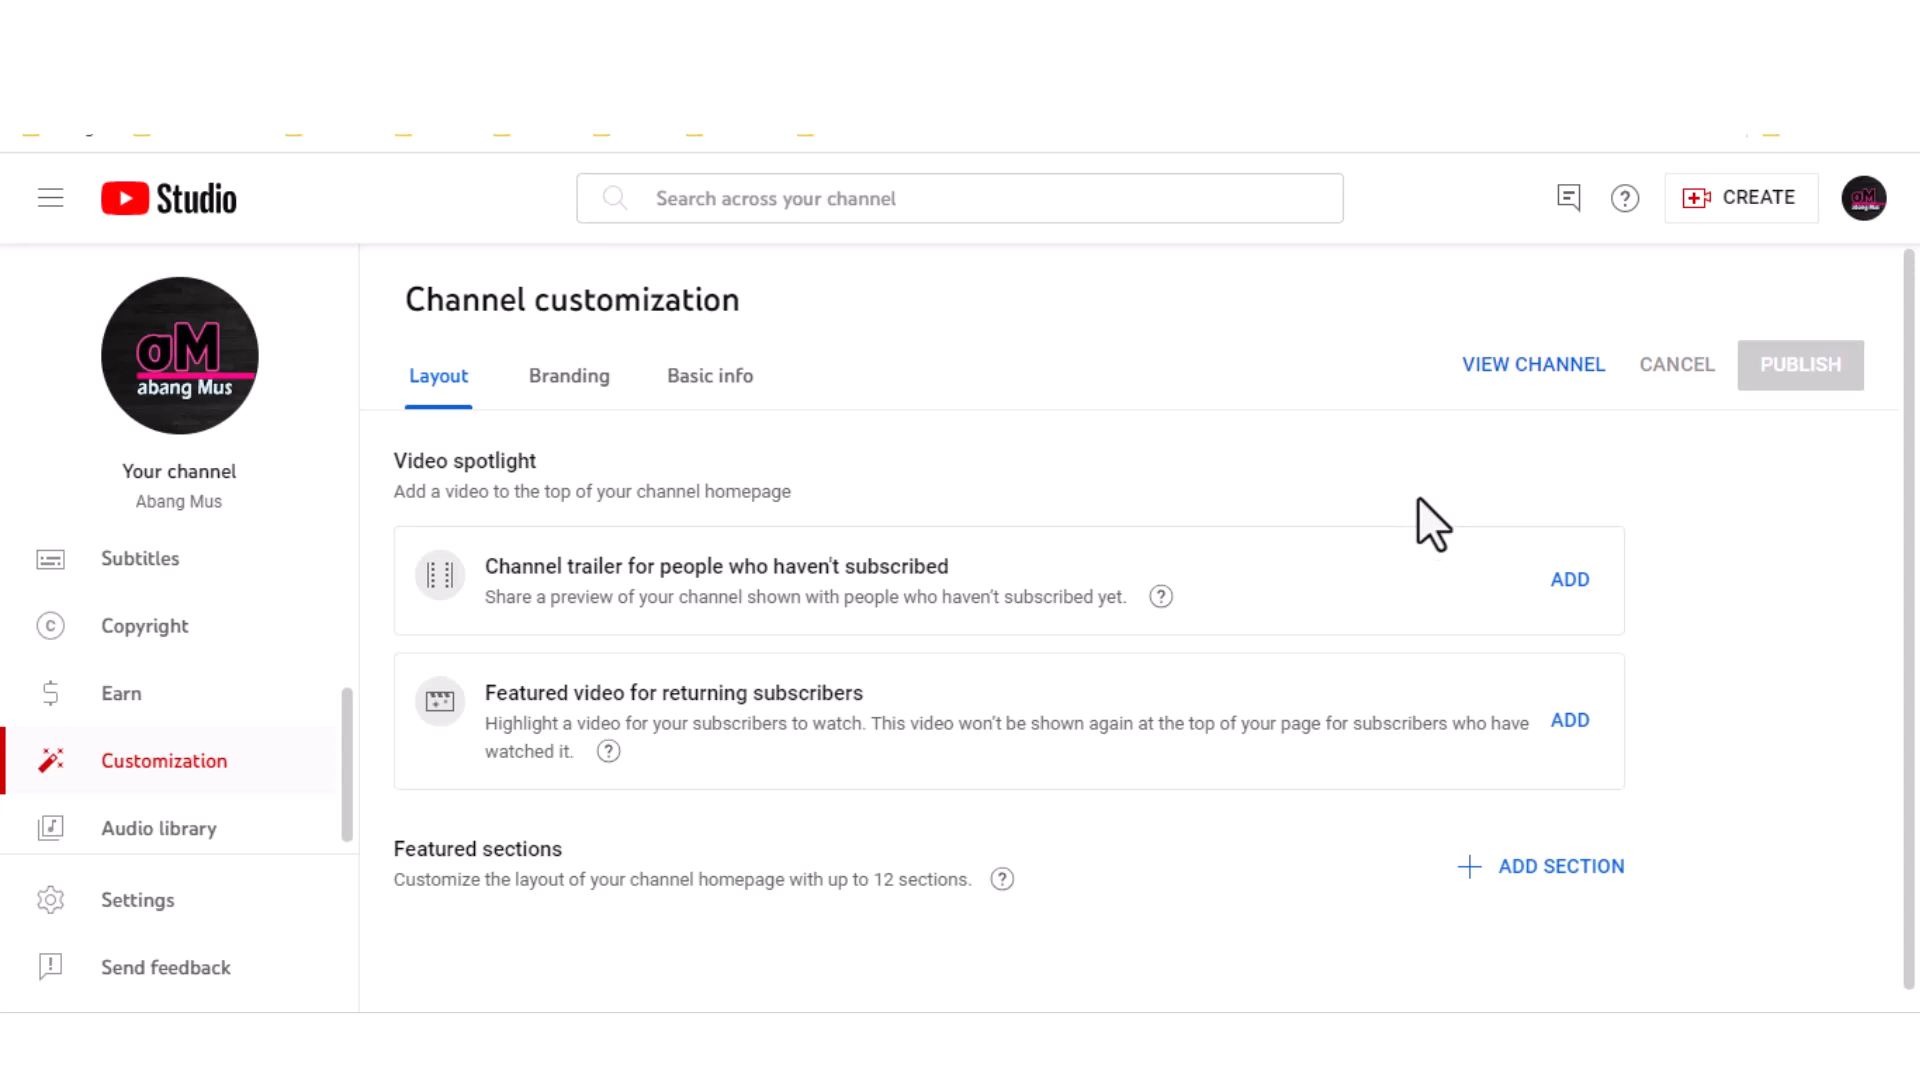 Studio
Search across your channel
CREATE
aM
abang Mus
aM
abang Mus
Your channel
Abang Mus
Subtitles
Copyright
Earn
Customization
Audio library
Settings
Send feedback
Channel customization
Layout
Branding
Basic info
VIEW CHANNEL
CANCEL
PUBLISH
Video spotlight
Add a video to the top of your channel homepage
Channel trailer for people who haven't subscribed
Share a preview of your channel shown with people who haven't subscribed yet. ?
ADD
Featured video for returning subscribers
Highlight a video for your subscribers to watch. This video won't be shown again at the top of your page for subscribers who have
watched it. ?
ADD
Featured sections
Customize the layout of your channel homepage with up to 12 sections. ?
ADD SECTION